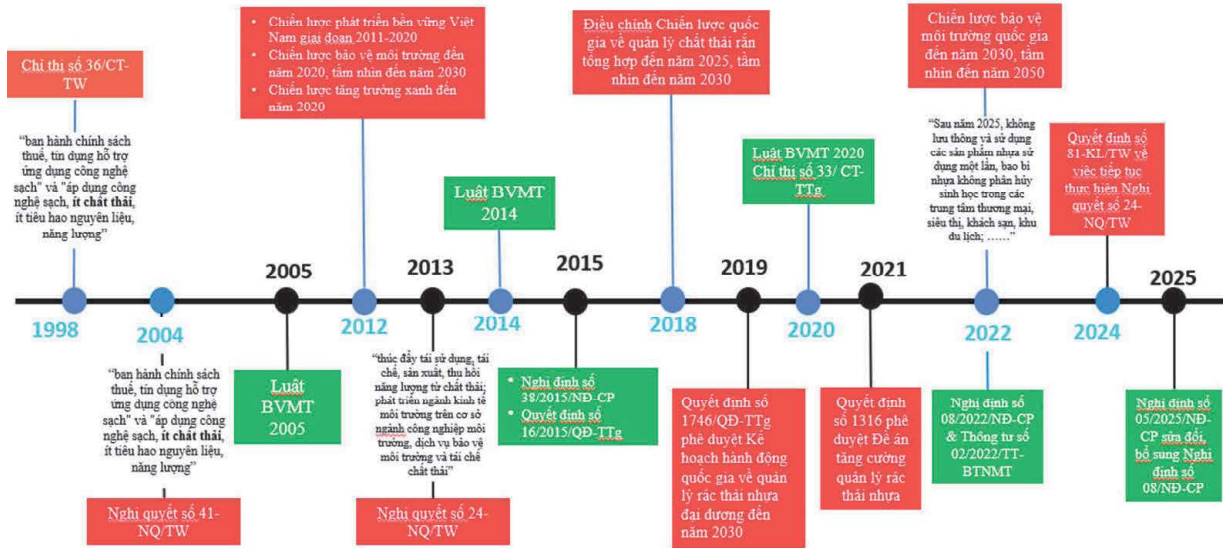 Chỉ thị số 36/CT-
TW
“ban hành chính sách
thuế, tín dụng hỗ trợ
ứng dụng công nghệ
sạch" và "áp dụng công
nghệ sạch, ít chất thải,
ít tiêu hao nguyên liệu,
năng lượng”
1998
2004
“ban hành chính sách
thuế, tín dụng hỗ trợ
ứng dụng công nghệ
sạch" và "áp dụng công
nghệ sạch, ít chất thải,
ít tiêu hao nguyên liệu,
năng lượng”
Nghị quyết số 41-
NQ/TW
2005
Luật
BVMT
2005
• Chiến lược phát triển bền vững Việt
Nam giai đoạn 2011-2020
• Chiến lược bảo vệ môi trường đến
năm 2020, tầm nhìn đến năm 2030
• Chiến lược tăng trưởng xanh đến
năm 2020
2012
2013
“thúc đẩy tái sử dụng, tái
chế, sản xuất, thu hồi
năng lượng từ chất thải;
phát triển ngành kinh tế
môi trường trên cơ sở
ngành công nghiệp môi
trường, dịch vụ bảo vệ
môi trường và tái chế
chất thải”
Nghị quyết số 24-
NQ/TW
Luật BVMT
2014
2014
2015
• Nghị định số
38/2015/NĐ-CP
• Quyết định số
16/2015/QĐ-TTg
Điều chỉnh Chiến lược quốc
gia về quản lý chất thải rắn
tổng hợp đến năm 2025, tầm
nhìn đến năm 2030
2018
2019
Quyết định số
1746/QĐ-TTg
phê duyệt Kế
hoạch hành động
quốc gia về quản
lý rác thải nhựa
đại dương đến
năm 2030
Luật BVMT 2020
Chỉ thị số 33/ CT-
TTg
2020
2021
Quyết định
số 1316 phê
duyệt Đề án
tăng cường
quản lý rác
thải nhựa
Chiến lược bảo vệ
môi trường quốc gia
đến năm 2030, tầm
nhìn đến năm 2050
“Sau năm 2025, không
lưu thông và sử dụng
các sản phẩm nhựa sử
dụng một lần, bao bì
nhựa không phân hủy
sinh học trong các
trung tâm thương mại,
siêu thị, khách sạn, khu
du lịch; ……”
2022
Nghị định số
08/2022/NĐ-CP
& Thông tư số
02/2022/TT-
BTNMT
Quyết định số
81-KL/TW về
việc tiếp tục
thực hiện Nghị
quyết số 24-
NQ/TW
2024
2025
Nghị định số
05/2025/NĐ-
CP sửa đổi,
bổ sung Nghị
định số
08/NĐ-CP